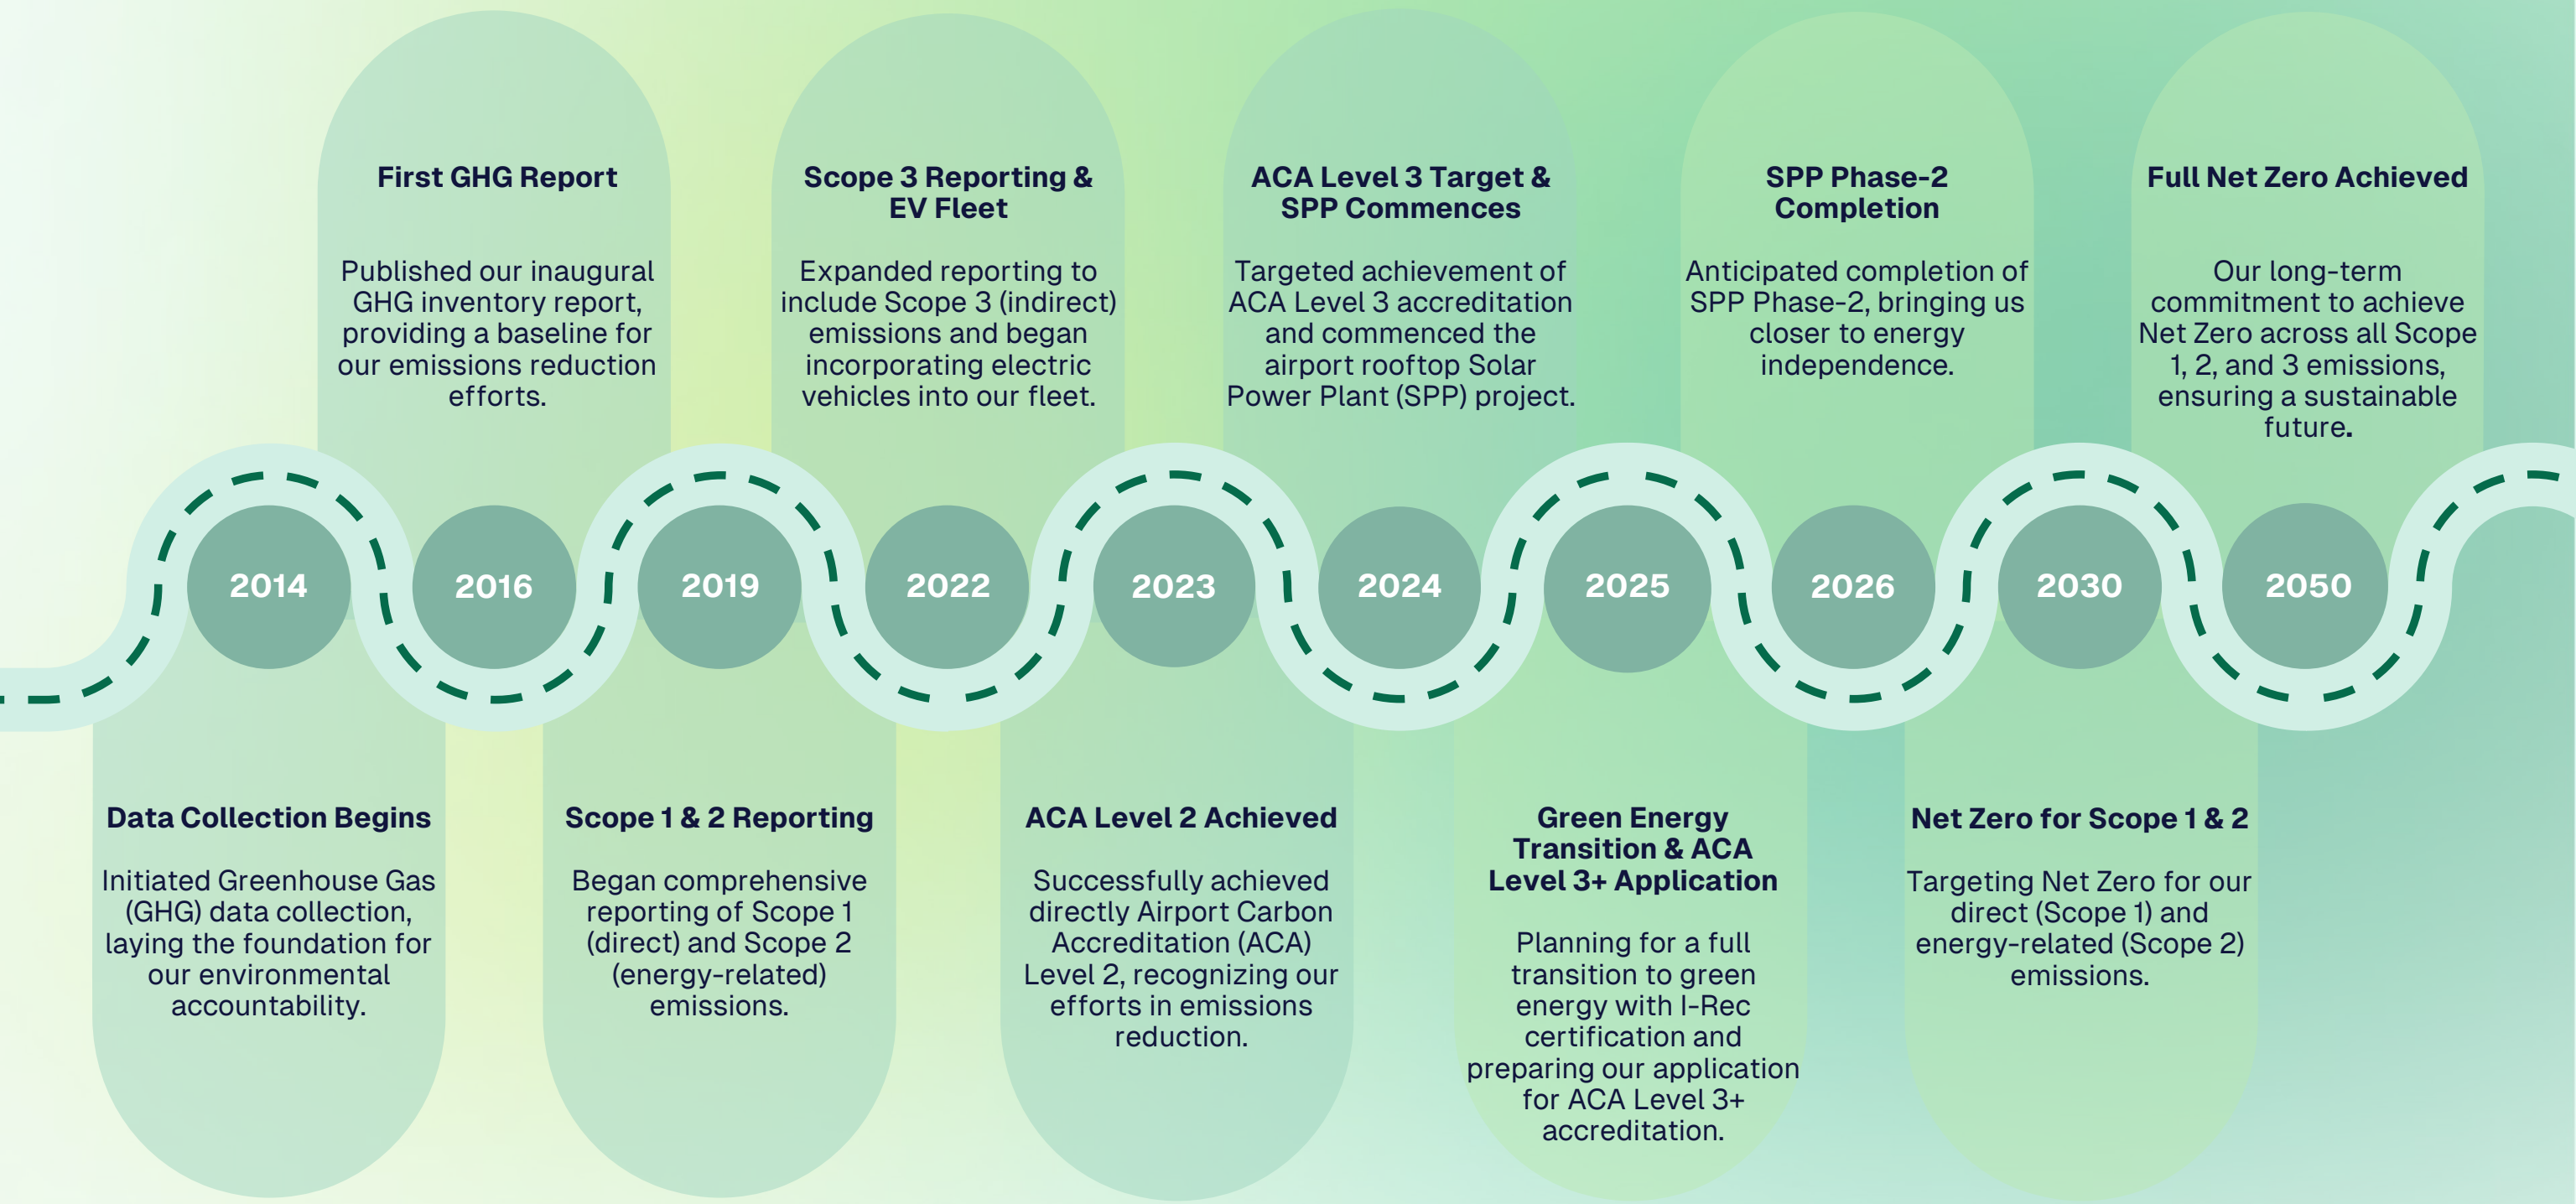 First GHG Report
Published our inaugural
GHG inventory report,
providing a baseline for
our emissions reduction
efforts.
Scope 3 Reporting &
EV Fleet
Expanded reporting to
include Scope 3 (indirect)
emissions and began
incorporating electric
vehicles into our fleet.
ACA Level 3 Target &
SPP Commences
Targeted achievement of
ACA Level 3 accreditation
and commenced the
airport rooftop Solar
Power Plant (SPP) project.
SPP Phase-2
Completion
Anticipated completion of
SPP Phase-2, bringing us
closer to energy
independence.
Full Net Zero Achieved
Our long-term
commitment to achieve
Net Zero across all Scope
1, 2, and 3 emissions,
ensuring a sustainable
future.
2014
2016
2019
2022
2023
2024
2025
2026
2030
2050
Data Collection Begins
Initiated Greenhouse Gas
(GHG) data collection,
laying the foundation for
our environmental
accountability.
Scope 1 & 2 Reporting
Began comprehensive
reporting of Scope 1
(direct) and Scope 2
(energy-related)
emissions.
ACA Level 2 Achieved
Successfully achieved
directly Airport Carbon
Accreditation (ACA)
Level 2, recognizing our
efforts in emissions
reduction.
Green Energy
Transition & ACA
Level 3+ Application
Planning for a full
transition to green
energy with I-Rec
certification and
preparing our application
for ACA Level 3+
accreditation.
Net Zero for Scope 1 & 2
Targeting Net Zero for our
direct (Scope 1) and
energy-related (Scope 2)
emissions.